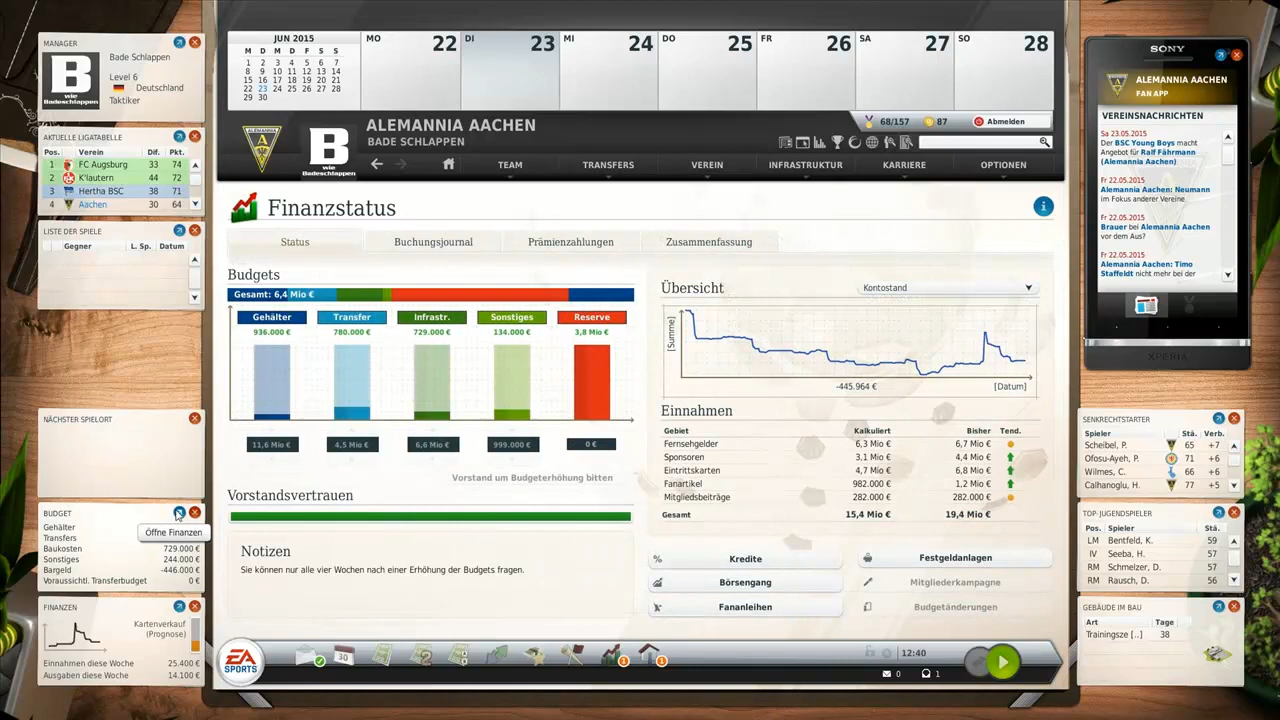 MANAGER
B
wie
Badeschlappen
Bade Schlappen
Level 6
Deutschland
Taktiker
AKTUELLE LIGATABELLE
Pos. Verein Dif. Pkt.
1 FC Augsburg 33 74
2 K'lautern 44 72
3 Hertha BSC 38 71
4 Aachen 30 64
LISTE DER SPIELE
Gegner L. Sp. Datum
NÄCHSTER SPIELORT
BUDGET
Öffne Finanzen
Gehälter
Transfers
Baukosten 729.000 €
Sonstiges 244.000 €
Bargeld -446.000 €
Voraussichtl. Transferbudget 0 €
FINANZEN
Kartenverkauf
(Prognose)
Einnahmen diese Woche 25.400 €
Ausgaben diese Woche 14.100 €
JUN 2015
M D M D F S S
1 2 3 4 5 6 7
8 9 10 11 12 13 14
15 16 17 18 19 20 21
22 23 24 25 26 27 28
29 30
MO 22
DI 23
MI 24
DO 25
FR 26
SA 27
SO 28
ALEMANNIA
B
wie
Badeschlappen
ALEMANNIA AACHEN
BADE SCHLAPPEN
68/157
87
Abmelden
TEAM TRANSFERS VEREIN INFRASTRUKTUR KARRIERE OPTIONEN
Finanzstatus
Status Buchungsjournal Prämienzahlungen Zusammenfassung
Budgets
Gesamt: 6,4 Mio €
Gehälter Transfer Infrastr. Sonstiges Reserve
936.000 € 780.000 € 729.000 € 134.000 € 3,8 Mio €
11,6 Mio € 4,5 Mio € 6,6 Mio € 999.000 € 0 €
Vorstand um Budgeterhöhung bitten
Vorstandsvertrauen
Notizen
Sie können nur alle vier Wochen nach einer Erhöhung der Budgets fragen.
Übersicht
Kontostand
[Summe]
-445.964 €
[Datum]
Einnahmen
Gebiet Kalkuliert Bisher Tend.
Fernsehgelder 6,3 Mio € 6,7 Mio €
Sponsoren 3,1 Mio € 4,4 Mio €
Eintrittskarten 4,7 Mio € 6,8 Mio €
Fanartikel 982.000 € 1,2 Mio €
Mitgliedsbeiträge 282.000 € 282.000 €
Gesamt 15,4 Mio € 19,4 Mio €
Kredite Festgeldanlagen
Börsengang Mitgliederkampagne
Fananleihen Budgetänderungen
EA
SPORTS
30
2
1
1
12:40
0
1
SONY
ALEMANNIA AACHEN
FAN APP
VEREINSNACHRICHTEN
Sa 23.05.2015
Der BSC Young Boys macht
Angebot für Ralf Fährmann
(Alemannia Aachen)
Fr 22.05.2015
Alemannia Aachen: Neumann
im Fokus anderer Vereine
Fr 22.05.2015
Brauer bei Alemannia Aachen
vor dem Aus?
Fr 22.05.2015
Alemannia Aachen: Timo
Staffeldt nicht mehr bei der
XPERIA
SENKRECHTSTARTER
Spieler Stä. Verb.
Scheibel, P. 65 +7
Ofosu-Ayeh, P. 71 +6
Wilmes, C. 66 +6
Calhanoglu, H. 77 +5
TOP-JUGENDSPIELER
Pos. Spieler Stä.
LM Bentfeld, K. 59
IV Seeba, H. 57
RM Schmelzer, D. 57
RM Rausch, D. 56
GEBÄUDE IM BAU
Art Tage
Trainingsze [..] 38